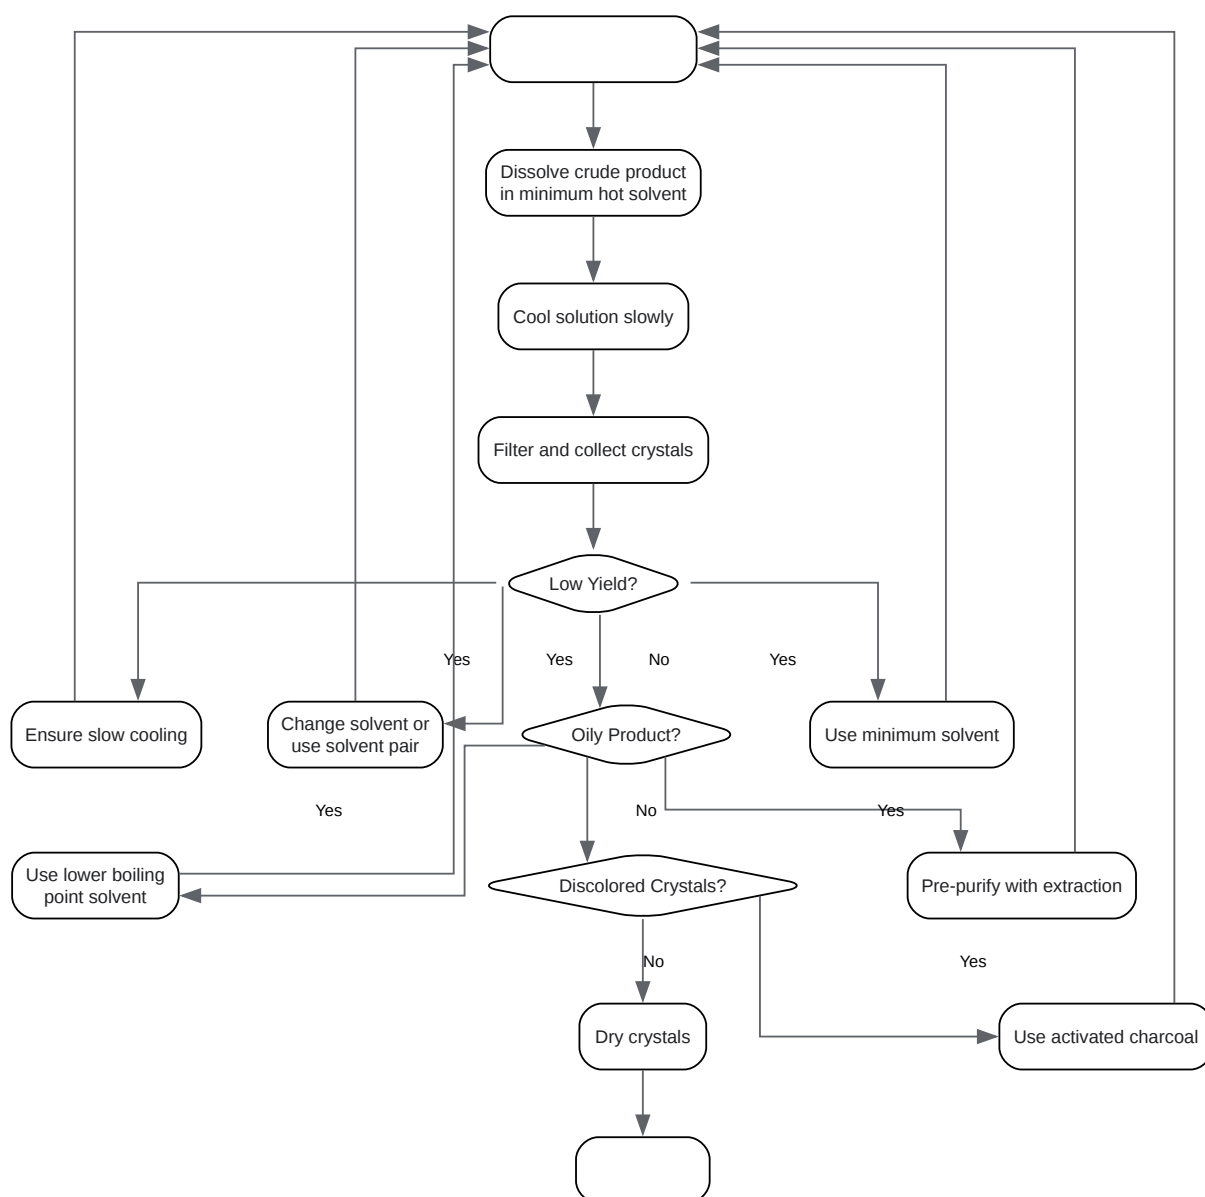 Dissolve crude product
in minimum hot solvent
Cool solution slowly
Filter and collect crystals
Low Yield?
Yes
Yes
No
Yes
Ensure slow cooling
Change solvent or
use solvent pair
Oily Product?
Use minimum solvent
Yes
No
Yes
Use lower boiling
point solvent
Discolored Crystals?
Pre-purify with extraction
No
Yes
Dry crystals
Use activated charcoal